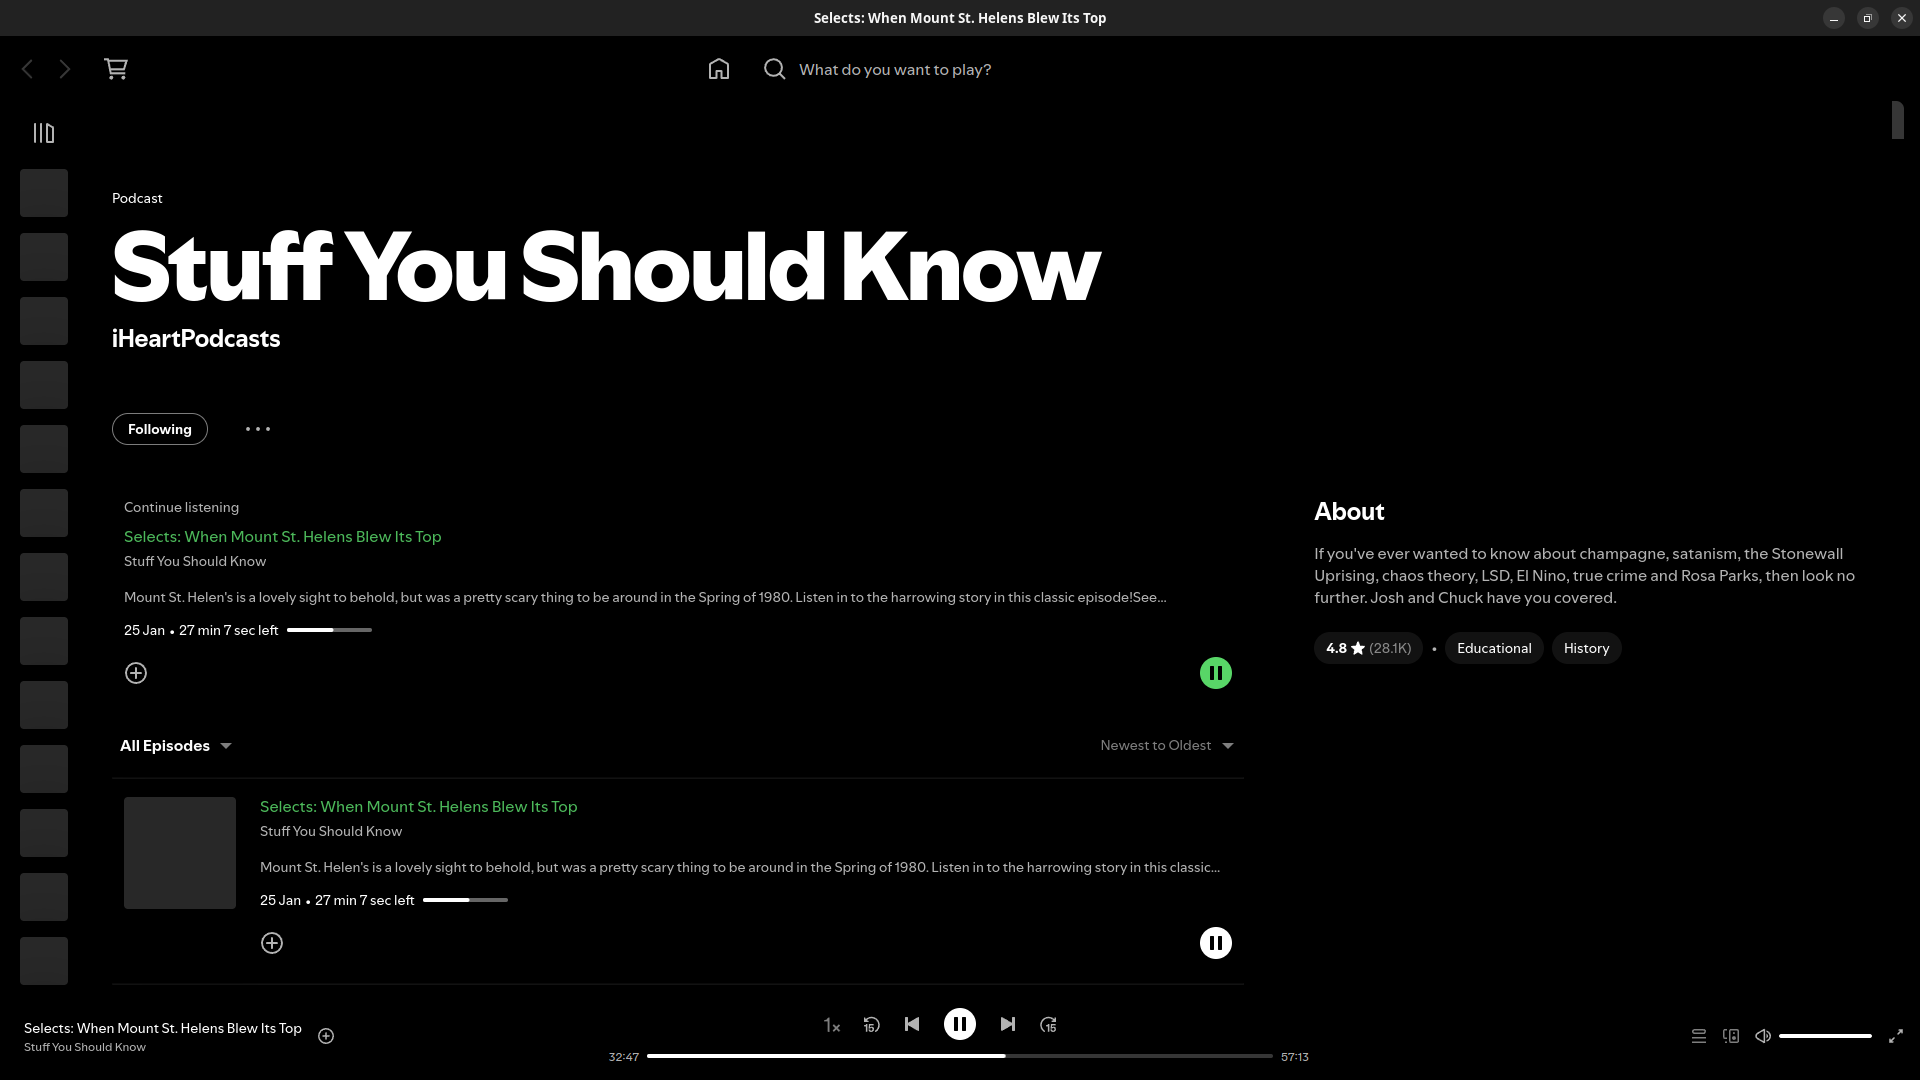 Selects: When Mount St. Helens Blew Its Top
What do you want to play?
Podcast
Stuff You Should Know
iHeartPodcasts
Following
Continue listening
Selects: When Mount St. Helens Blew Its Top
Stuff You Should Know
Mount St. Helen's is a lovely sight to behold, but was a pretty scary thing to be around in the Spring of 1980. Listen in to the harrowing story in this classic episode!See...
25 Jan • 27 min 7 sec left
About
If you've ever wanted to know about champagne, satanism, the Stonewall
Uprising, chaos theory, LSD, El Nino, true crime and Rosa Parks, then look no
further. Josh and Chuck have you covered.
4.8 ★ (28.1K) • Educational History
All Episodes
Newest to Oldest
Selects: When Mount St. Helens Blew Its Top
Stuff You Should Know
Mount St. Helen's is a lovely sight to behold, but was a pretty scary thing to be around in the Spring of 1980. Listen in to the harrowing story in this classic...
25 Jan • 27 min 7 sec left
Selects: When Mount St. Helens Blew Its Top
Stuff You Should Know
1x
15
15
32:47
57:13